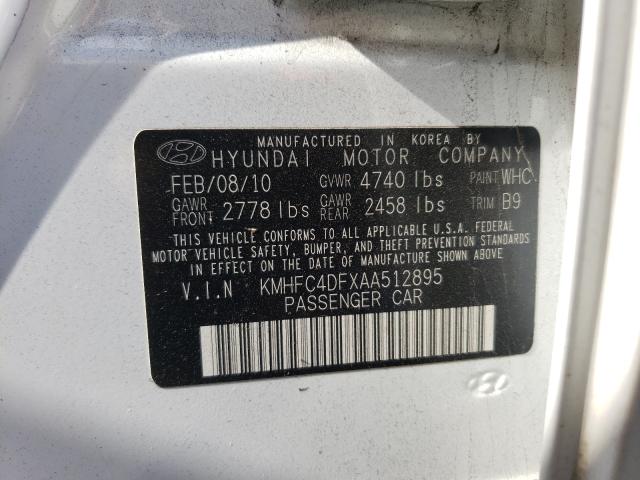 MANUFACTURED IN KOREA BY
HYUNDAI MOTOR COMPANY
FEB/08/10 GVWR 4740 lbs PAINT WHC
GAWR FRONT 2778 lbs GAWR REAR 2458 lbs TRIM B9
THIS VEHICLE CONFORMS TO ALL APPLICABLE U.S.A. FEDERAL
MOTOR VEHICLE SAFETY, BUMPER, AND THEFT PREVENTION STANDARDS
IN EFFECT ON THE DATE OF MANUFACTURE SHOWN ABOVE
V.I.N KMHFC4DFXAA512895
PASSENGER CAR